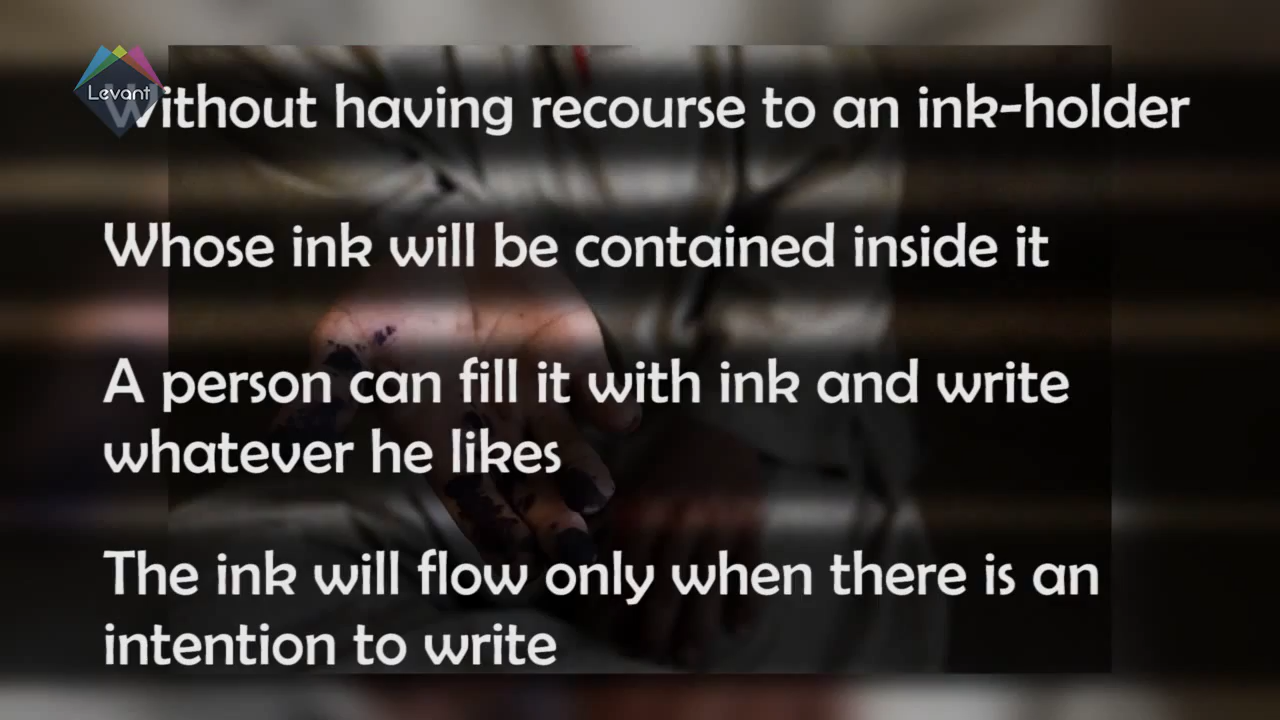 Levant
Without having recourse to an ink-holder
Whose ink will be contained inside it
A person can fill it with ink and write
whatever he likes
The ink will flow only when there is an
intention to write